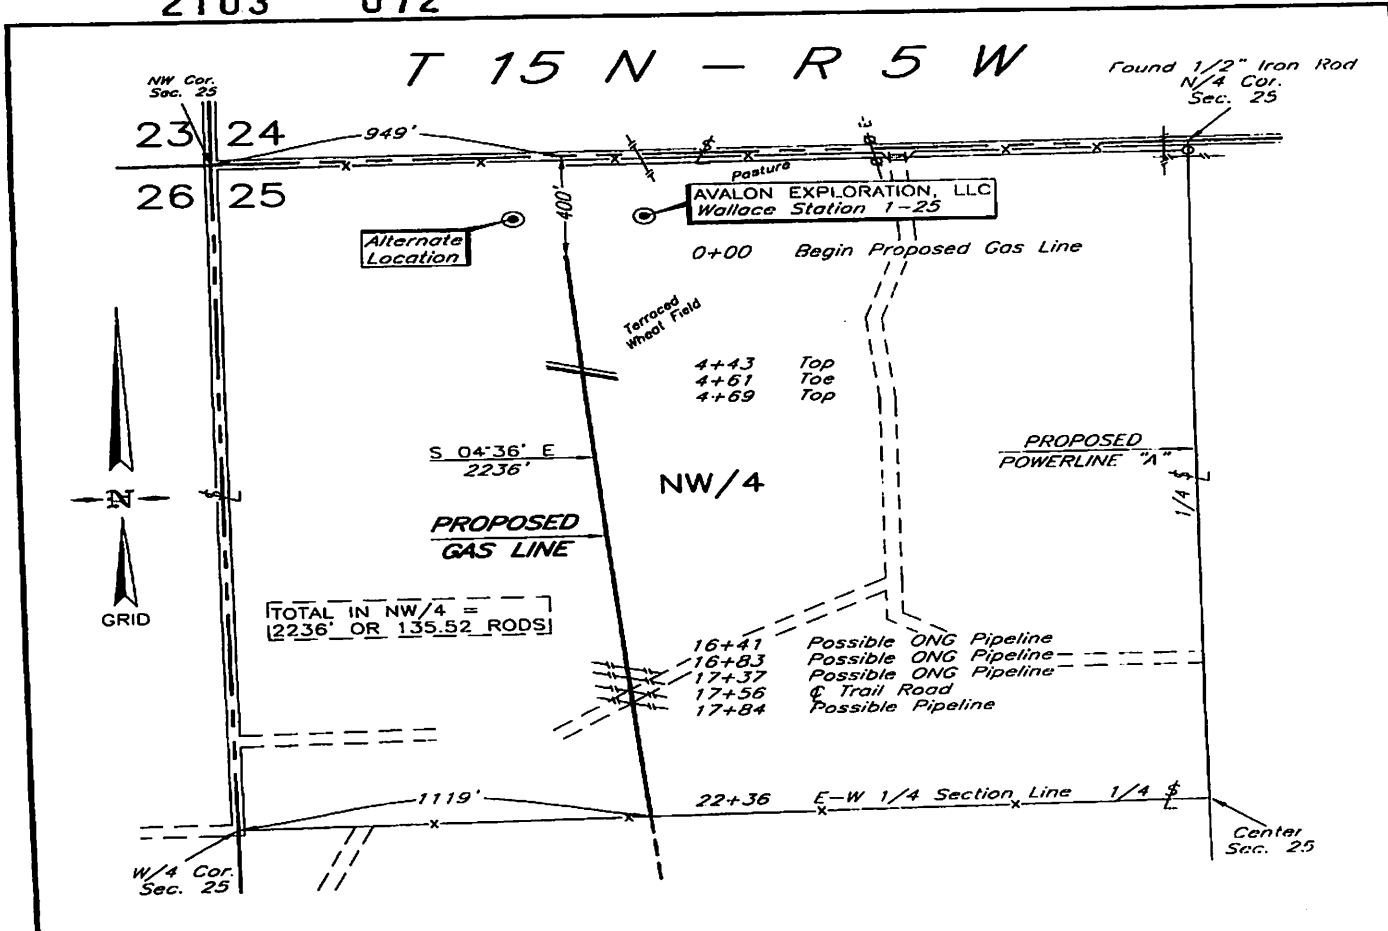 2103 072
T 15 N - R 5 W
NW Cor.
Sec. 25
Found 1/2" Iron Rod
N/4 Cor.
Sec. 25
23 24
949'
26 25
Pasture
AVALON EXPLORATION, LLC
Wallace Station 1-25
400'
Alternate
Location
0+00 Begin Proposed Gas Line
Terraced
Wheat Field
4+43 Top
4+61 Toe
4+69 Top
S 04°36' E
2236'
PROPOSED
POWERLINE "A"
NW/4
N
1/4
PROPOSED
GAS LINE
GRID
TOTAL IN NW/4 =
2236' OR 135.52 RODS
16+41 Possible ONG Pipeline
16+83 Possible ONG Pipeline
17+37 Possible ONG Pipeline
17+56 ℄ Trail Road
17+84 Possible Pipeline
1119'
22+36 E-W 1/4 Section Line 1/4
Center
Sec. 25
W/4 Cor.
Sec. 25